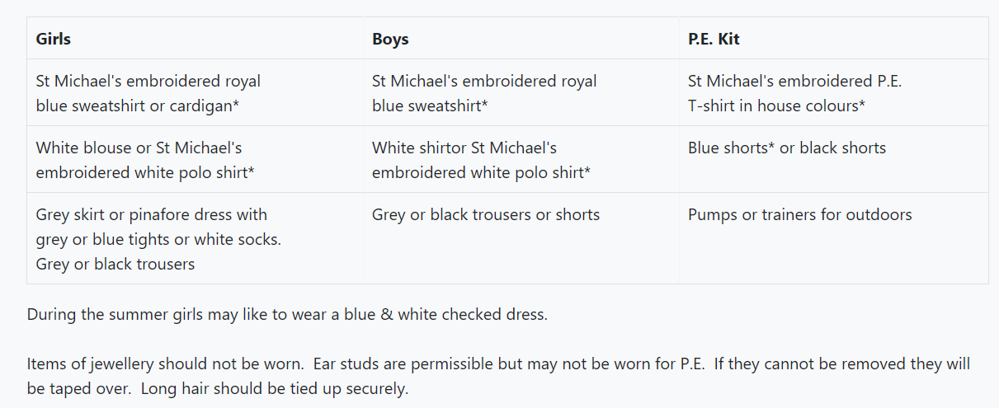 Girls
Boys
P.E. Kit
St Michael's embroidered royal
blue sweatshirt or cardigan*
St Michael's embroidered royal
blue sweatshirt*
St Michael's embroidered P.E.
T-shirt in house colours*
White blouse or St Michael's
embroidered white polo shirt*
White shirtor St Michael's
embroidered white polo shirt*
Blue shorts* or black shorts
Grey skirt or pinafore dress with
grey or blue tights or white socks.
Grey or black trousers
Grey or black trousers or shorts
Pumps or trainers for outdoors
During the summer girls may like to wear a blue & white checked dress.
Items of jewellery should not be worn.  Ear studs are permissible but may not be worn for P.E.  If they cannot be removed they will
be taped over.  Long hair should be tied up securely.